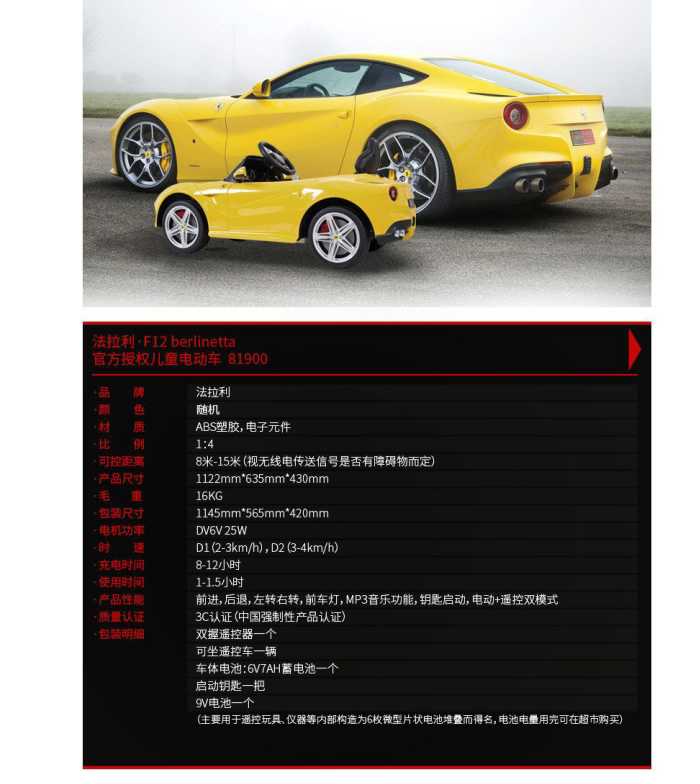 法拉利·F12 berlinetta
官方授权儿童电动车 81900
·品 牌 法拉利
·颜 色 随机
·材 质 ABS塑胶，电子元件
·比 例 1：4
·可控距离 8米-15米（视无线电传送信号是否有障碍物而定）
·产品尺寸 1122mm*635mm*430mm
·毛 重 16KG
·包装尺寸 1145mm*565mm*420mm
·电机功率 DV6V 25W
·时 速 D1（2-3km/h），D2（3-4km/h）
·充电时间 8-12小时
·使用时间 1-1.5小时
·产品性能 前进，后退，左转右转，前车灯，MP3音乐功能，钥匙启动，电动+遥控双模式
·质量认证 3C认证（中国强制性产品认证）
·包装明细 双握遥控器一个
可坐遥控车一辆
车体电池：6V7AH蓄电池一个
启动钥匙一把
9V电池一个
（主要用于遥控玩具、仪器等内部构造为6枚微型片状电池堆叠而得名，电池电量用完可在超市购买）